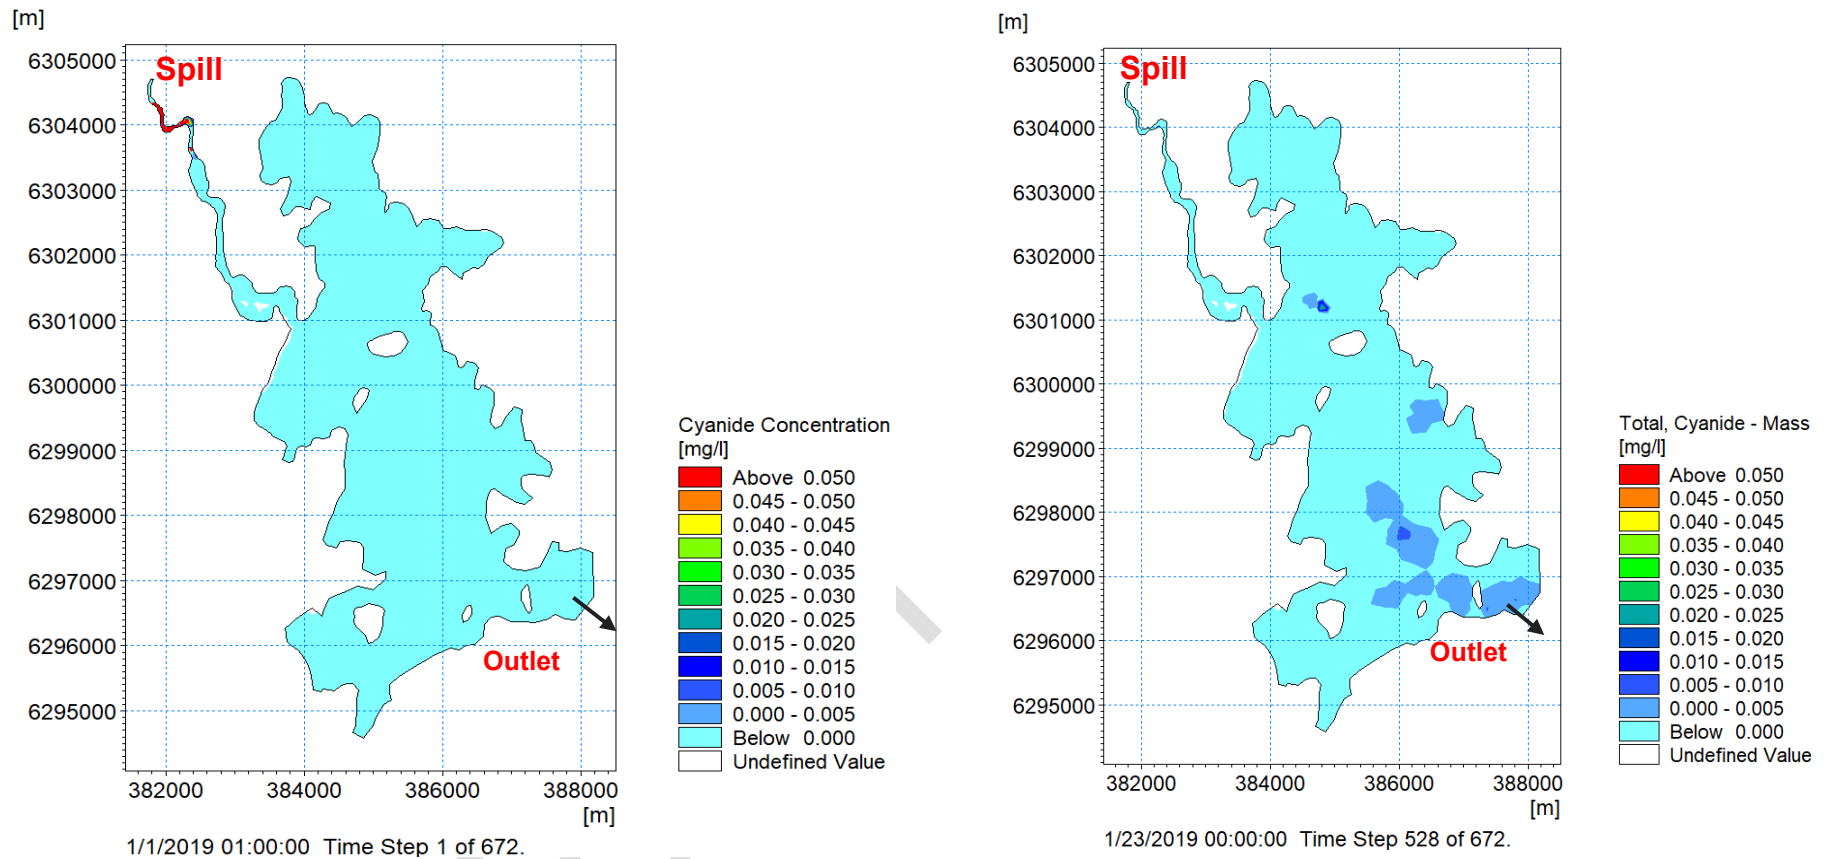 [m]
6305000
6304000
6303000
6302000
6301000
6300000
6299000
6298000
6297000
6296000
6295000
Spill
Outlet
382000 384000 386000 388000
[m]
1/1/2019 01:00:00 Time Step 1 of 672.
Cyanide Concentration
[mg/l]
Above 0.050
0.045 - 0.050
0.040 - 0.045
0.035 - 0.040
0.030 - 0.035
0.025 - 0.030
0.020 - 0.025
0.015 - 0.020
0.010 - 0.015
0.005 - 0.010
0.000 - 0.005
Below 0.000
Undefined Value
[m]
6305000
6304000
6303000
6302000
6301000
6300000
6299000
6298000
6297000
6296000
6295000
Spill
Outlet
382000 384000 386000 388000
[m]
1/23/2019 00:00:00 Time Step 528 of 672.
Total, Cyanide - Mass
[mg/l]
Above 0.050
0.045 - 0.050
0.040 - 0.045
0.035 - 0.040
0.030 - 0.035
0.025 - 0.030
0.020 - 0.025
0.015 - 0.020
0.010 - 0.015
0.005 - 0.010
0.000 - 0.005
Below 0.000
Undefined Value